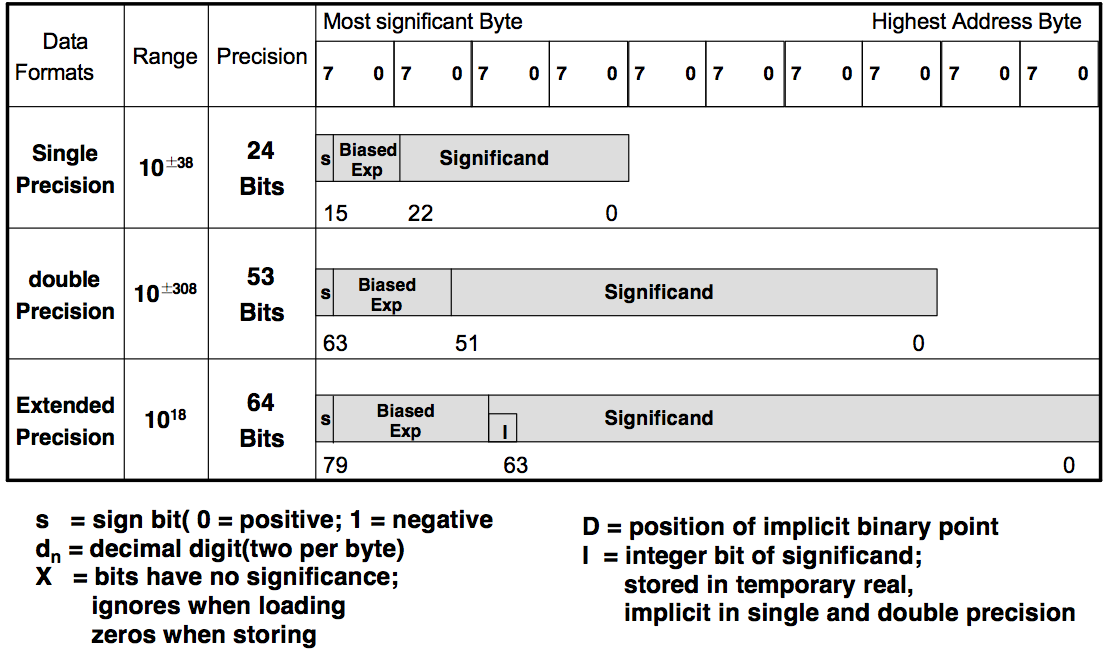 Data Formats
Range
Precision
Most significant Byte
Highest Address Byte
7 0 7 0 7 0 7 0 7 0 7 0 7 0 7 0 7 0 7 0
Single Precision
10±38
24 Bits
s
Biased Exp
Significand
15 22 0
double Precision
10±308
53 Bits
s
Biased Exp
Significand
63 51 0
Extended Precision
1018
64 Bits
s
Biased Exp
I
Significand
79 63 0
s = sign bit( 0 = positive; 1 = negative
dn = decimal digit(two per byte)
X = bits have no significance;
ignores when loading
zeros when storing
D = position of implicit binary point
I = integer bit of significand;
stored in temporary real,
implicit in single and double precision